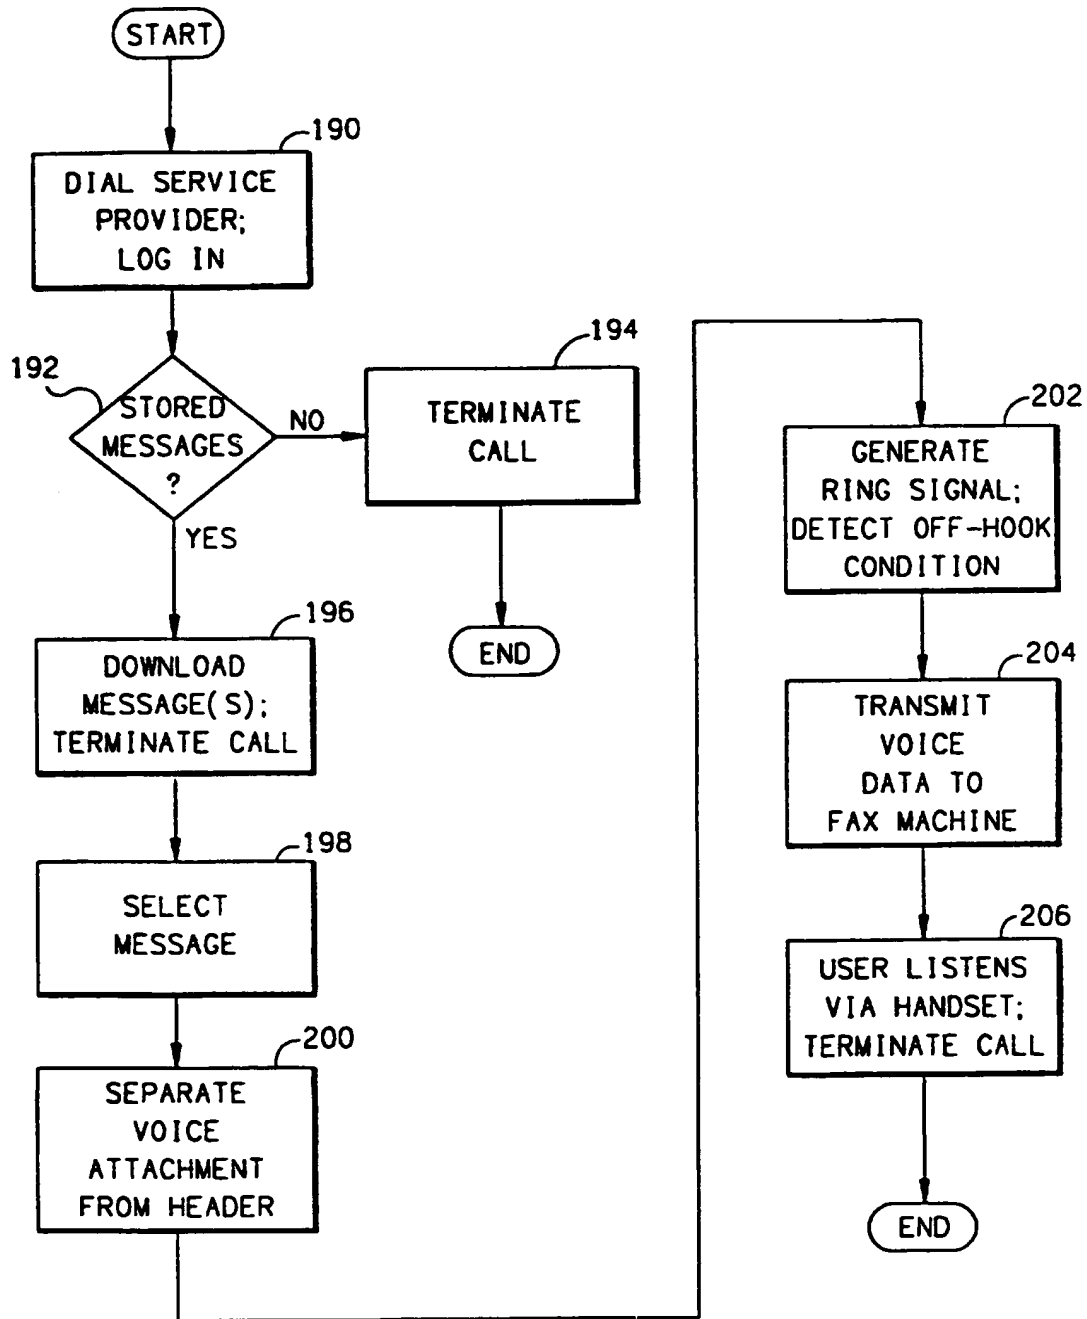 START
190
DIAL SERVICE
PROVIDER;
LOG IN
192
STORED
MESSAGES
?
NO
YES
194
TERMINATE
CALL
END
196
DOWNLOAD
MESSAGE(S);
TERMINATE CALL
198
SELECT
MESSAGE
200
SEPARATE
VOICE
ATTACHMENT
FROM HEADER
202
GENERATE
RING SIGNAL;
DETECT OFF-HOOK
CONDITION
204
TRANSMIT
VOICE
DATA TO
FAX MACHINE
206
USER LISTENS
VIA HANDSET;
TERMINATE CALL
END